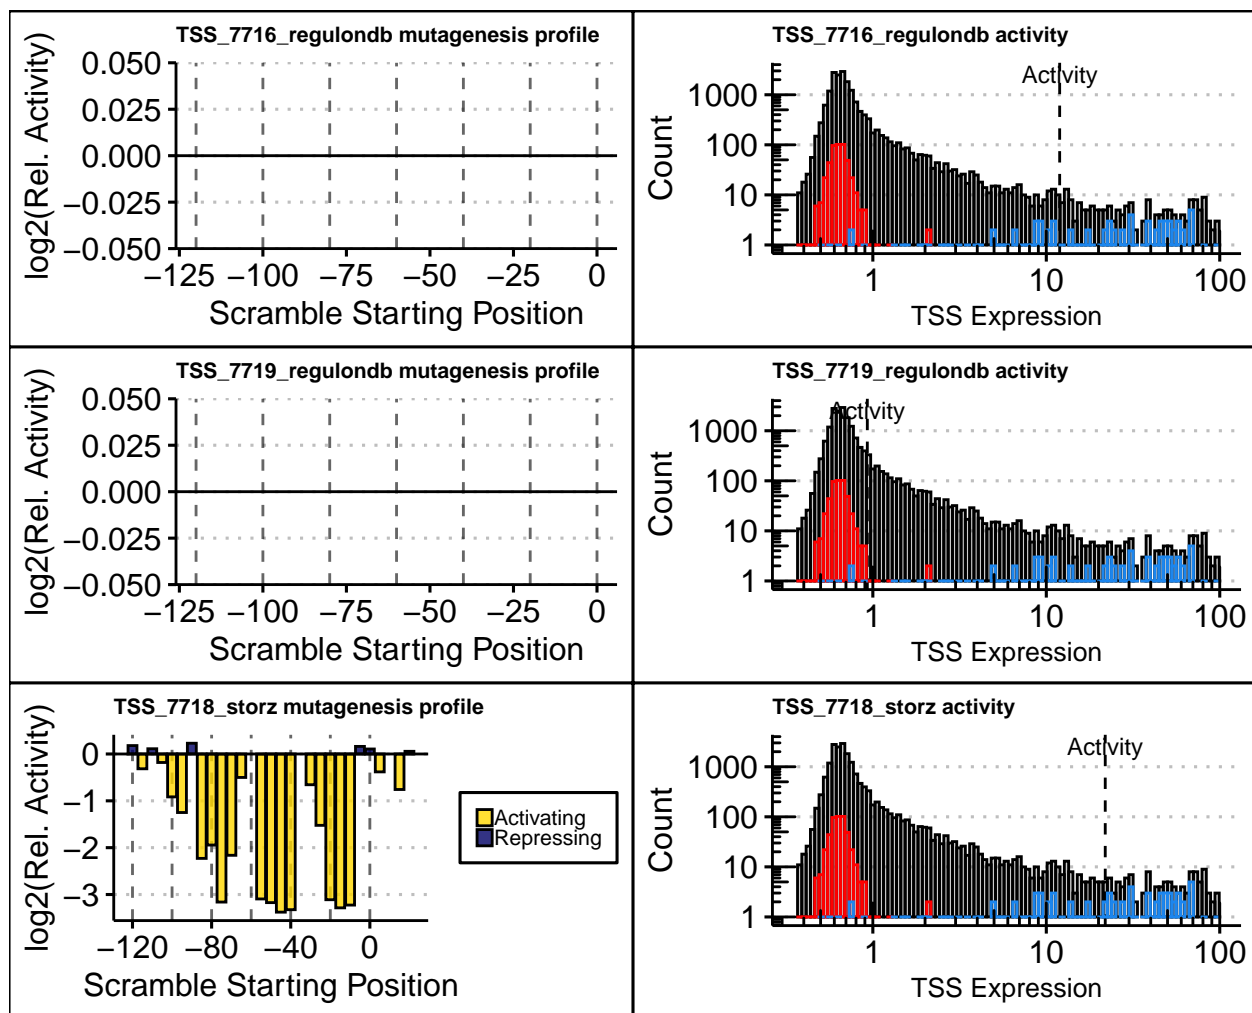 TSS_7716_regulondb mutagenesis profile
log2(Rel. Activity)
0.050
0.025
0.000
−0.025
−0.050
−125 −100 −75 −50 −25 0
Scramble Starting Position
TSS_7716_regulondb activity
Activity
Count
1000
100
10
1
1 10 100
TSS Expression
TSS_7719_regulondb mutagenesis profile
log2(Rel. Activity)
0.050
0.025
0.000
−0.025
−0.050
−125 −100 −75 −50 −25 0
Scramble Starting Position
TSS_7719_regulondb activity
Activity
Count
1000
100
10
1
1 10 100
TSS Expression
TSS_7718_storz mutagenesis profile
log2(Rel. Activity)
0
−1
−2
−3
−120 −80 −40 0
Scramble Starting Position
Activating
Repressing
TSS_7718_storz activity
Activity
Count
1000
100
10
1
1 10 100
TSS Expression